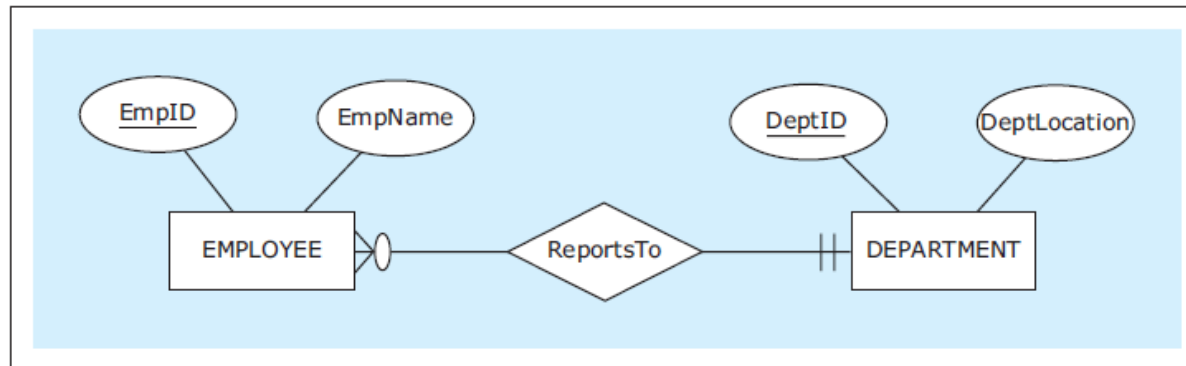 EmpID
EmpName
DeptID
DeptLocation
EMPLOYEE
ReportsTo
DEPARTMENT